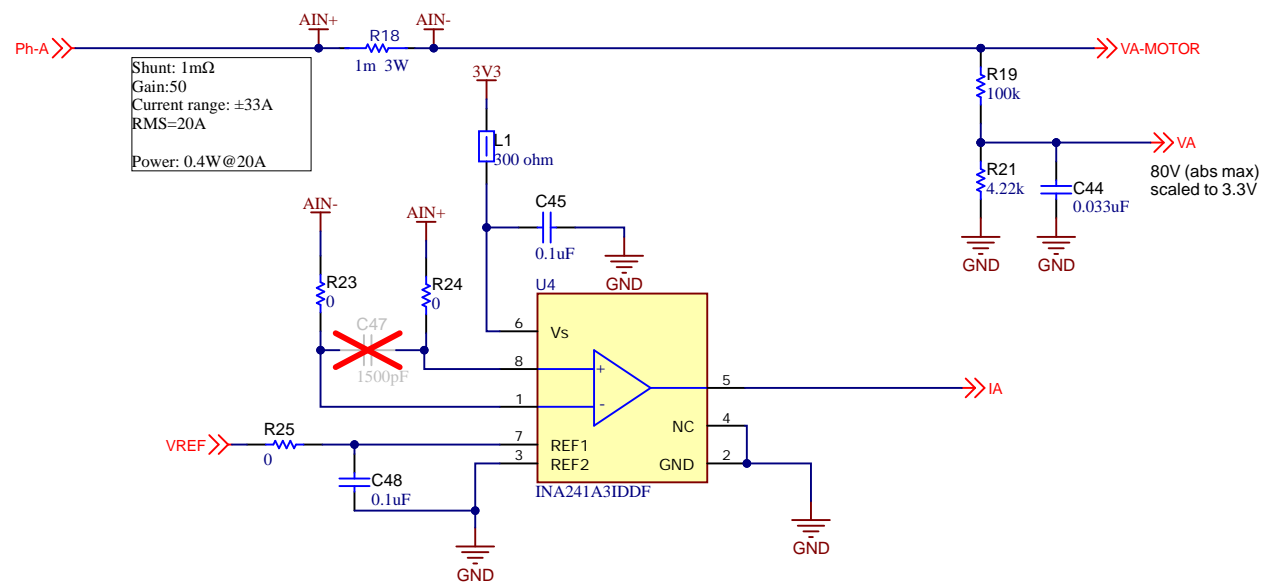 AIN+
AIN-
Ph-A
R18
1m 3W
VA-MOTOR
Shunt: 1mΩ
Gain:50
Current range: ±33A
RMS=20A
Power: 0.4W@20A
3V3
R19
100k
L1
300 ohm
VA
R21
4.22k
C44
0.033uF
80V (abs max)
scaled to 3.3V
GND
GND
AIN-
AIN+
C45
0.1uF
GND
R23
0
R24
0
U4
C47
1500pF
6
Vs
8
+
5
IA
1
-
4
NC
VREF
R25
0
7
REF1
3
REF2
GND
2
INA241A3IDDF
C48
0.1uF
GND
GND